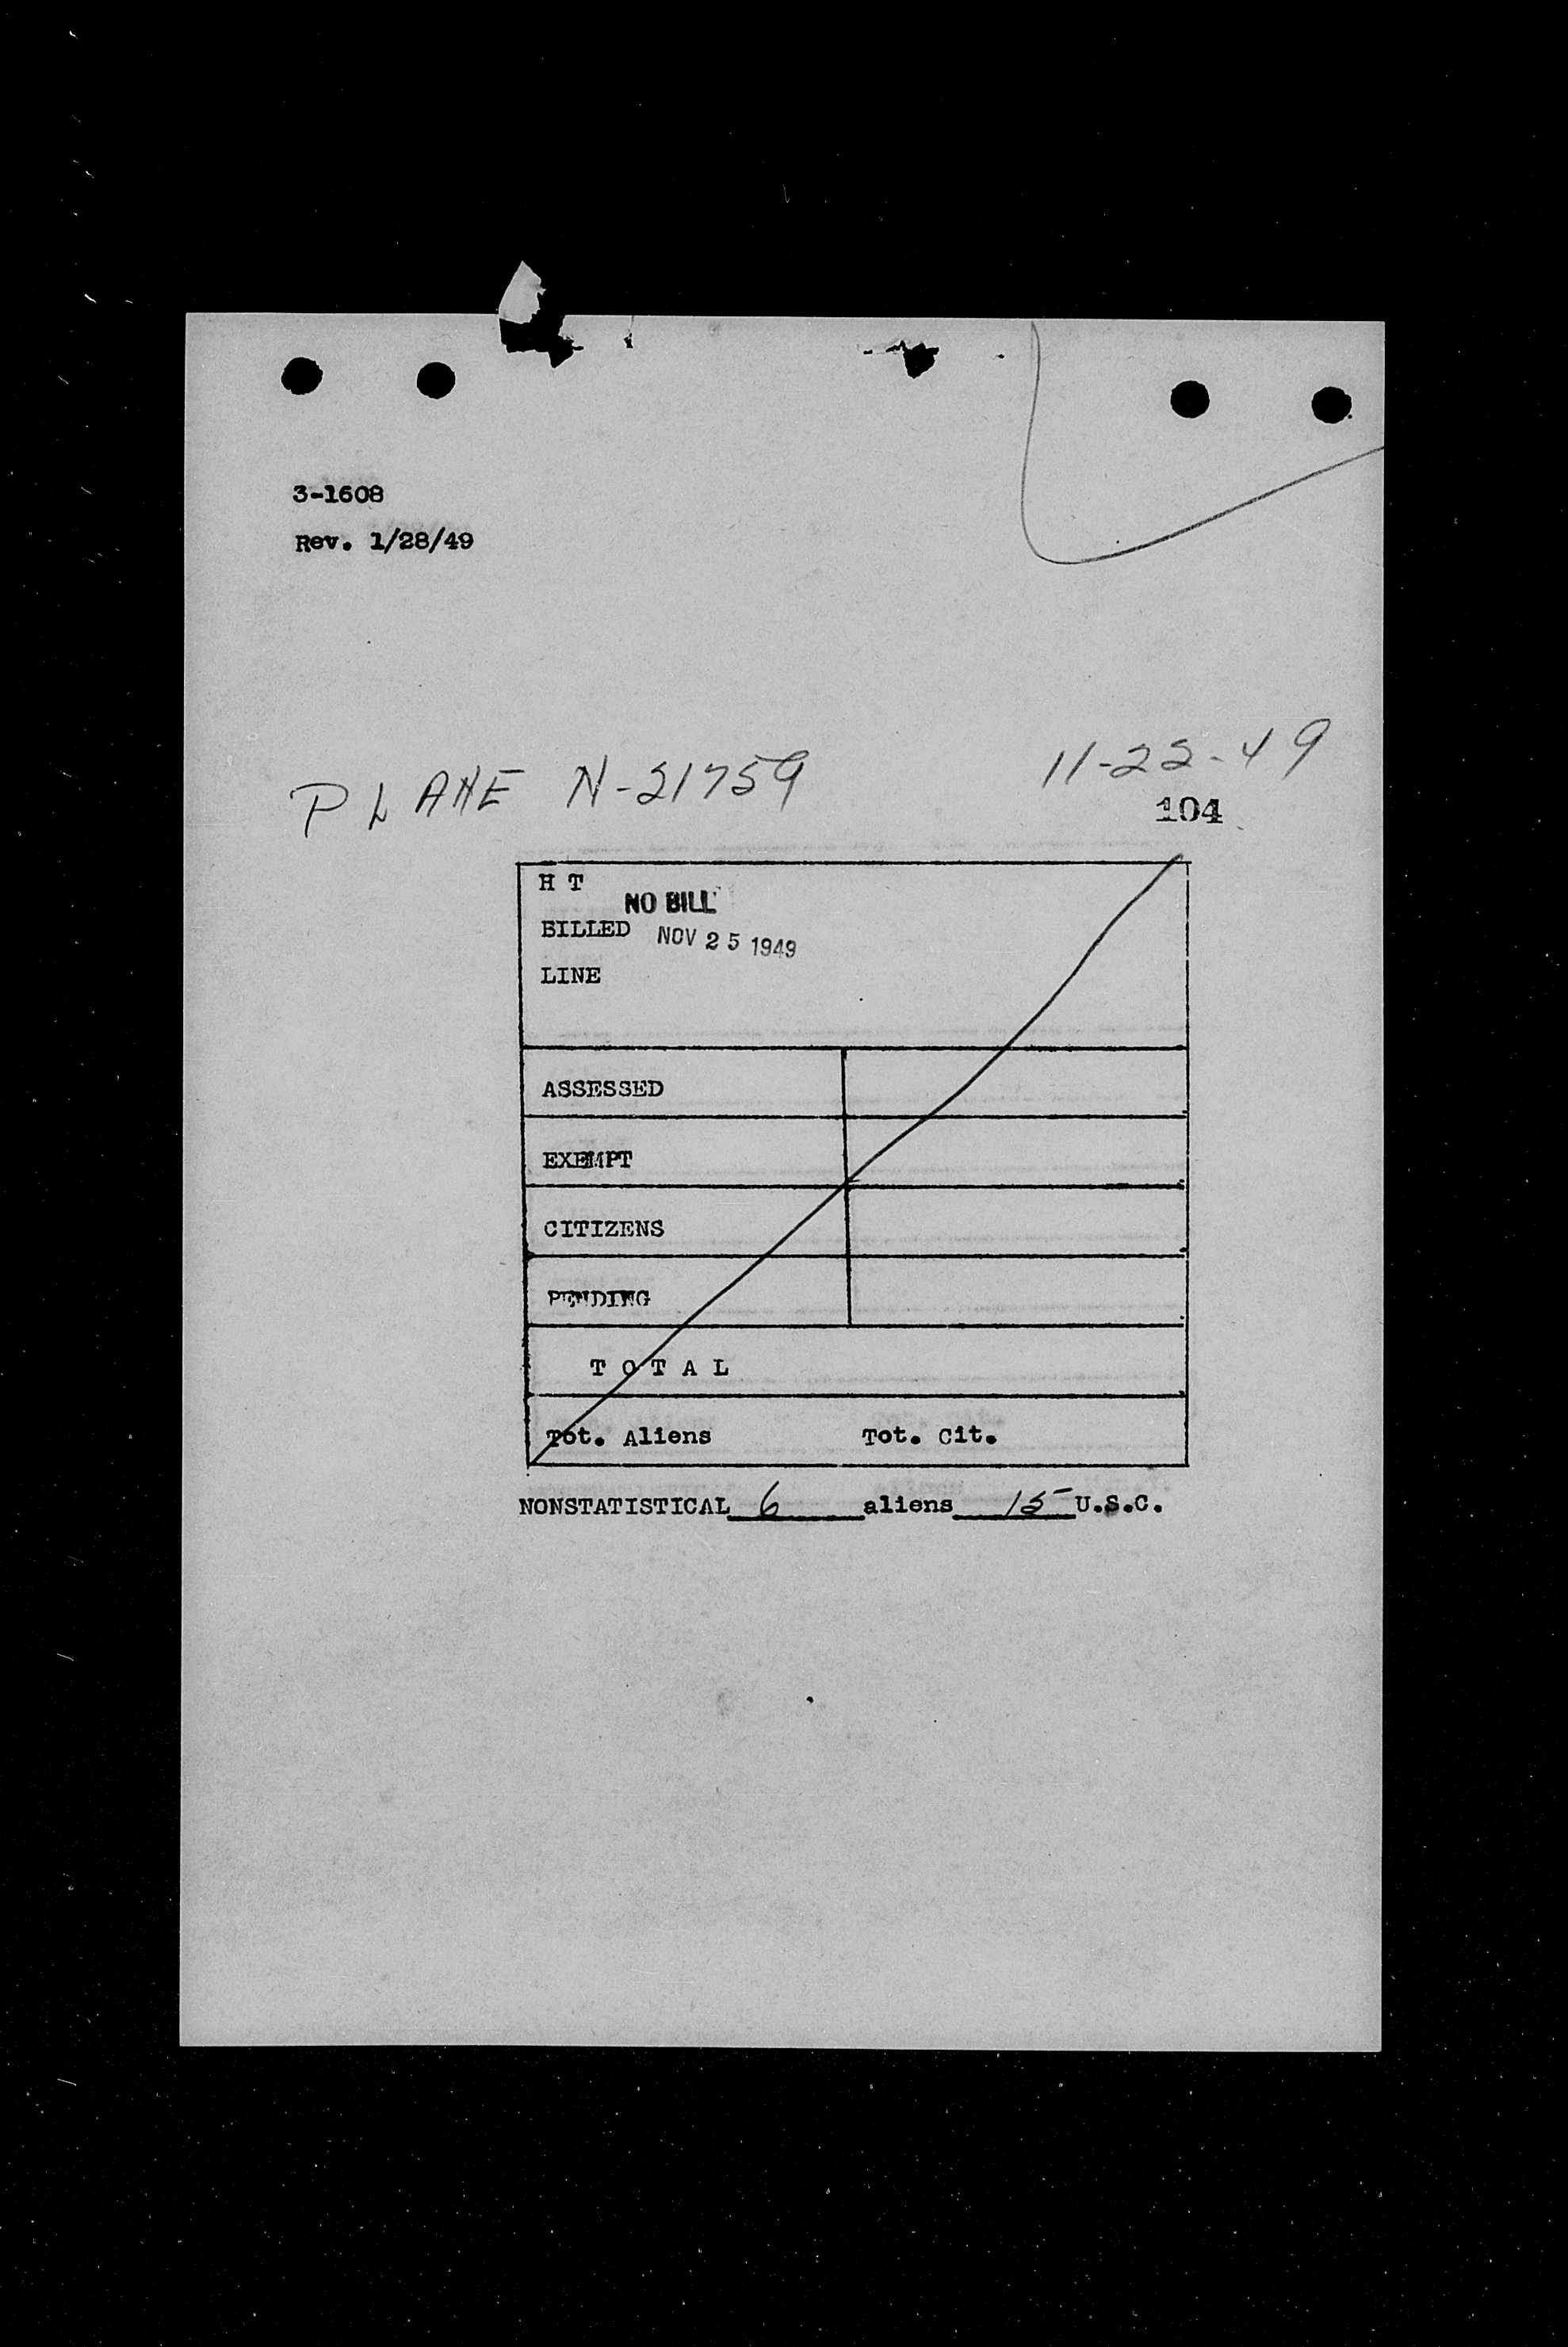 3-1608
Rev. 1/28/49
PLANE N-21759
11-22-49
104
H T
NO BILL
BILLED NOV 25 1949
LINE
ASSESSED
EXEMPT
CITIZENS
PENDING
T O T A L
Tot. Aliens Tot. Cit.
NONSTATISTICAL 6 aliens 15 U.S.C.